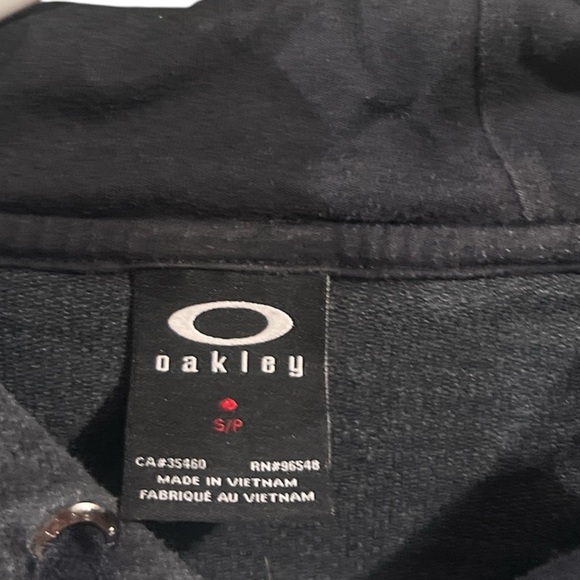 oakley
S/P
CA#35460 RN#96548
MADE IN VIETNAM
FABRIQUÉ AU VIETNAM